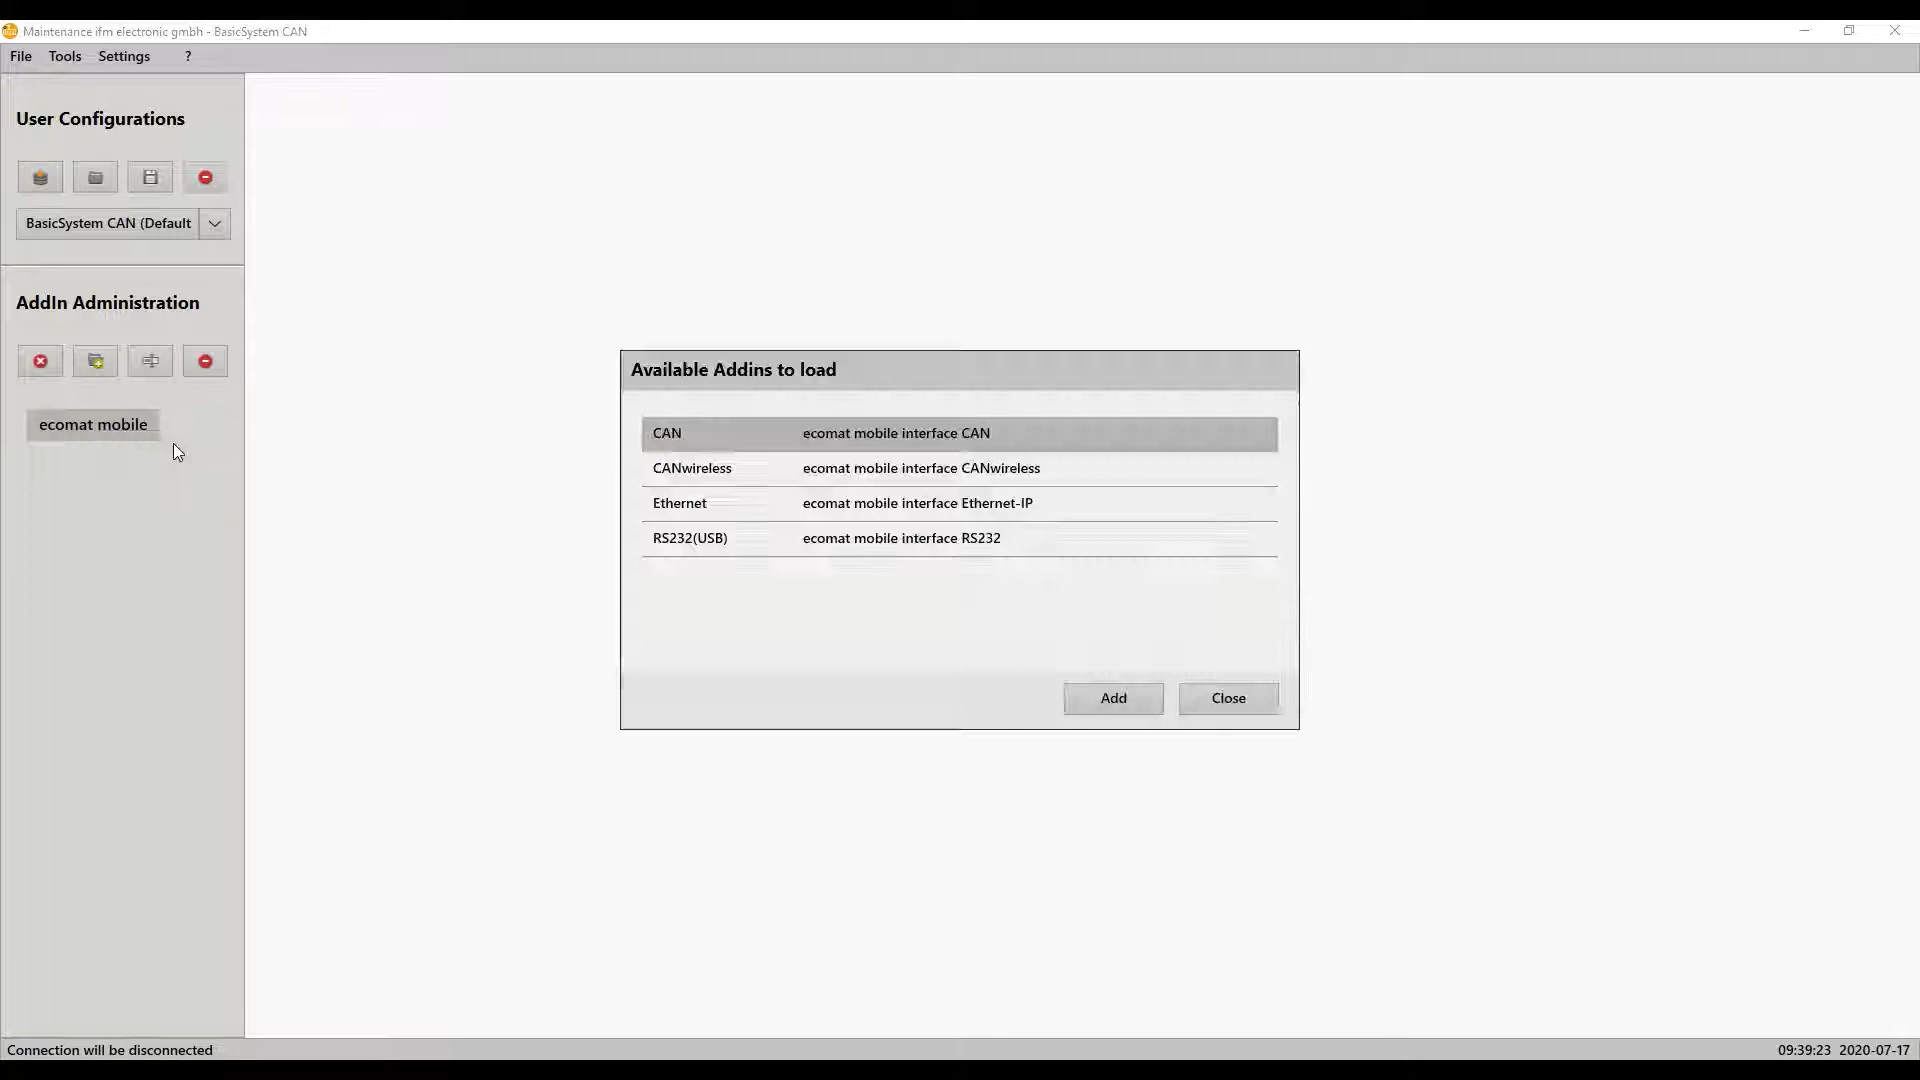 Maintenance ifm electronic gmbh - BasicSystem CAN
File Tools Settings ?
User Configurations
BasicSystem CAN (Default
AddIn Administration
ecomat mobile
Available Addins to load
CAN ecomat mobile interface CAN
CANwireless ecomat mobile interface CANwireless
Ethernet ecomat mobile interface Ethernet-IP
RS232(USB) ecomat mobile interface RS232
Add Close
Connection will be disconnected 09:39:23 2020-07-17